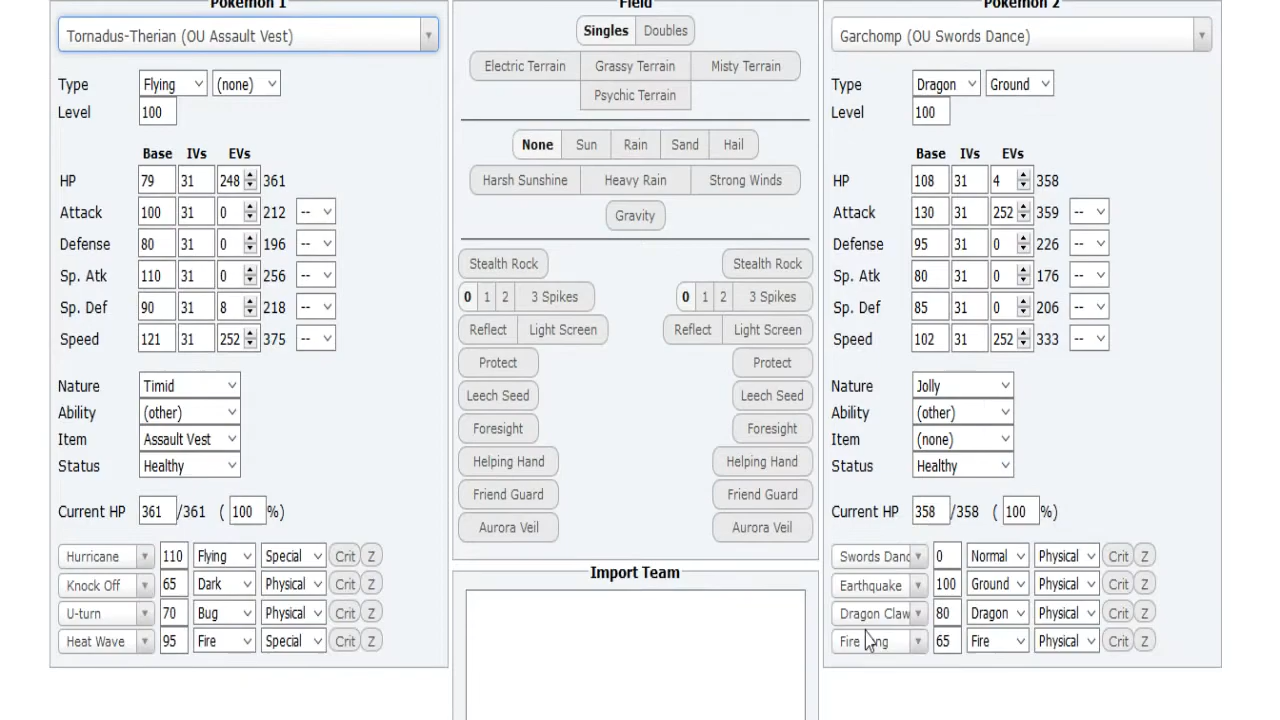 Pokémon 1
Tornadus-Therian (OU Assault Vest)
Type Flying (none)
Level 100
Base IVs EVs
HP 79 31 248 361
Attack 100 31 0 212 --
Defense 80 31 0 196 --
Sp. Atk 110 31 0 256 --
Sp. Def 90 31 8 218 --
Speed 121 31 252 375 --
Nature Timid
Ability (other)
Item Assault Vest
Status Healthy
Current HP 361 /361 ( 100 %)
Hurricane 110 Flying Special Crit Z
Knock Off 65 Dark Physical Crit Z
U-turn 70 Bug Physical Crit Z
Heat Wave 95 Fire Special Crit Z
Field
Singles Doubles
Electric Terrain Grassy Terrain Misty Terrain
Psychic Terrain
None Sun Rain Sand Hail
Harsh Sunshine Heavy Rain Strong Winds
Gravity
Stealth Rock Stealth Rock
0 1 2 3 Spikes 0 1 2 3 Spikes
Reflect Light Screen Reflect Light Screen
Protect Protect
Leech Seed Leech Seed
Foresight Foresight
Helping Hand Helping Hand
Friend Guard Friend Guard
Aurora Veil Aurora Veil
Import Team
Pokémon 2
Garchomp (OU Swords Dance)
Type Dragon Ground
Level 100
Base IVs EVs
HP 108 31 4 358
Attack 130 31 252 359 --
Defense 95 31 0 226 --
Sp. Atk 80 31 0 176 --
Sp. Def 85 31 0 206 --
Speed 102 31 252 333 --
Nature Jolly
Ability (other)
Item (none)
Status Healthy
Current HP 358 /358 ( 100 %)
Swords Danc 0 Normal Physical Crit Z
Earthquake 100 Ground Physical Crit Z
Dragon Claw 80 Dragon Physical Crit Z
Fire 65 Fire Physical Crit Z